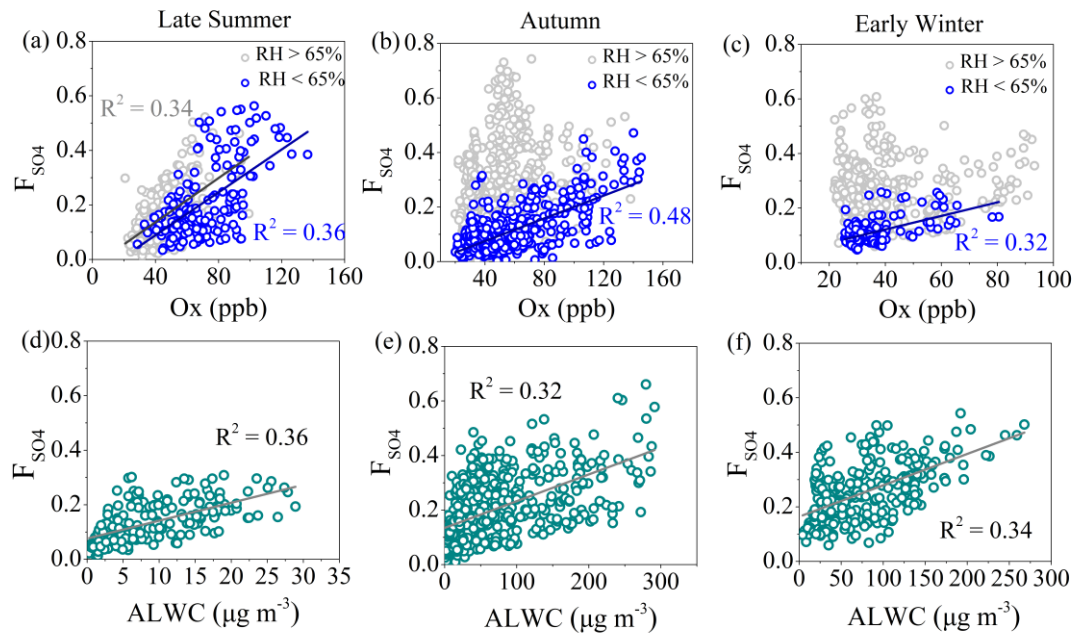 Late Summer
Autumn
Early Winter
(a)
RH > 65%
RH < 65%
R² = 0.34
R² = 0.36
F_SO4
0.8
0.6
0.4
0.2
0.0
0 40 80 120 160
Ox (ppb)
(b)
RH > 65%
RH < 65%
R² = 0.48
F_SO4
0.8
0.6
0.4
0.2
0.0
40 80 120 160
Ox (ppb)
(c)
RH > 65%
RH < 65%
R² = 0.32
F_SO4
0.8
0.6
0.4
0.2
0.0
20 40 60 80 100
Ox (ppb)
(d)
R² = 0.36
F_SO4
0.8
0.6
0.4
0.2
0.0
0 5 10 15 20 25 30 35
ALWC (μg m⁻³)
(e)
R² = 0.32
F_SO4
0.8
0.6
0.4
0.2
0.0
0 100 200 300
ALWC (μg m⁻³)
(f)
R² = 0.34
F_SO4
0.8
0.6
0.4
0.2
0.0
0 50 100 150 200 250 300
ALWC (μg m⁻³)